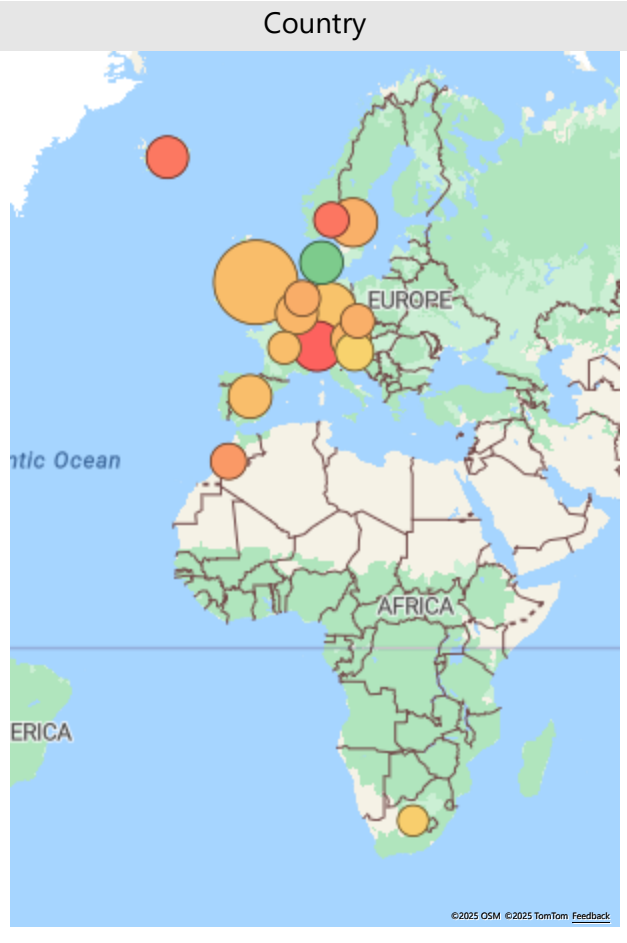 Country
EUROPE
ntic Ocean
AFRICA
ERICA
©2025 OSM ©2025 TomTom Feedback